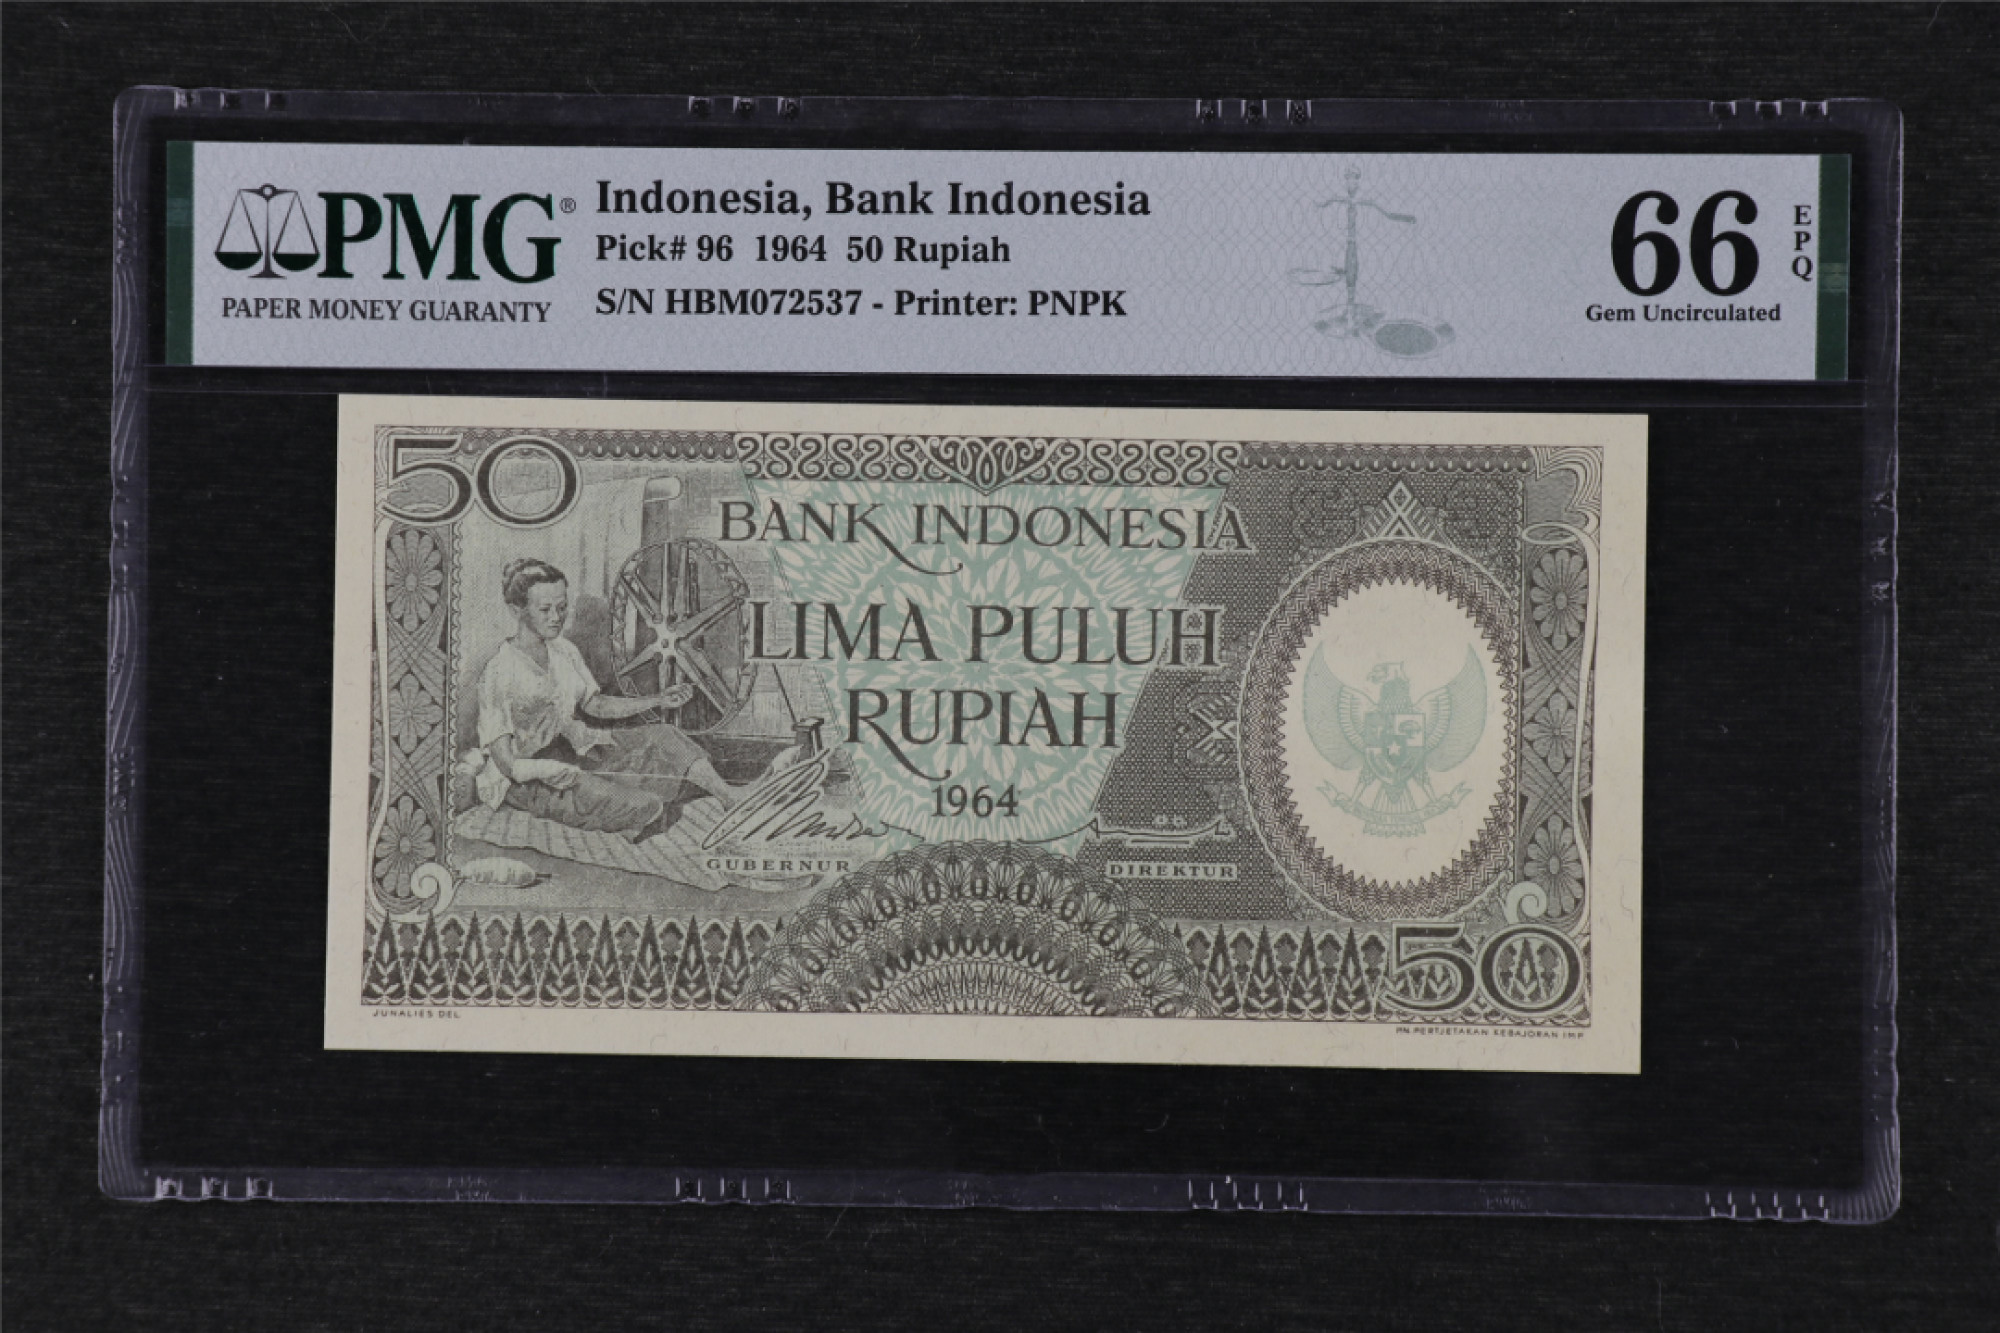 PMG®
PAPER MONEY GUARANTY
Indonesia, Bank Indonesia
Pick# 96 1964 50 Rupiah
S/N HBM072537 - Printer: PNPK
66
EPQ
Gem Uncirculated
50
BANK INDONESIA
LIMA PULUH
RUPIAH
1964
GUBERNUR
DIREKTUR
50
JUNALIES DEL
PN. PERTJETAKAN KEBAJORAN IMP